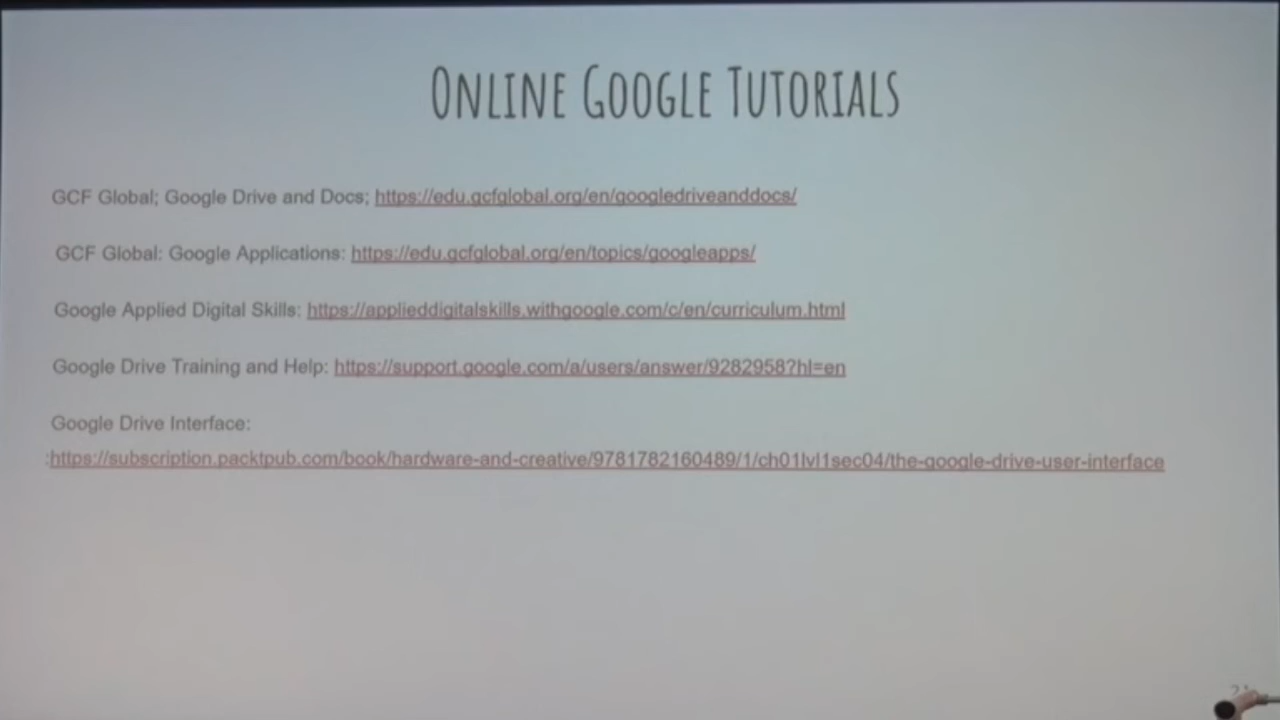 ONLINE GOOGLE TUTORIALS
GCF Global; Google Drive and Docs; https://edu.gcfglobal.org/en/googledriveanddocs/
GCF Global: Google Applications: https://edu.gcfglobal.org/en/topics/googleapps/
Google Applied Digital Skills: https://applieddigitalskills.withgoogle.com/c/en/curriculum.html
Google Drive Training and Help: https://support.google.com/a/users/answer/9282958?hl=en
Google Drive Interface:
:https://subscription.packtpub.com/book/hardware-and-creative/9781782160489/1/ch01lvl1sec04/the-google-drive-user-interface